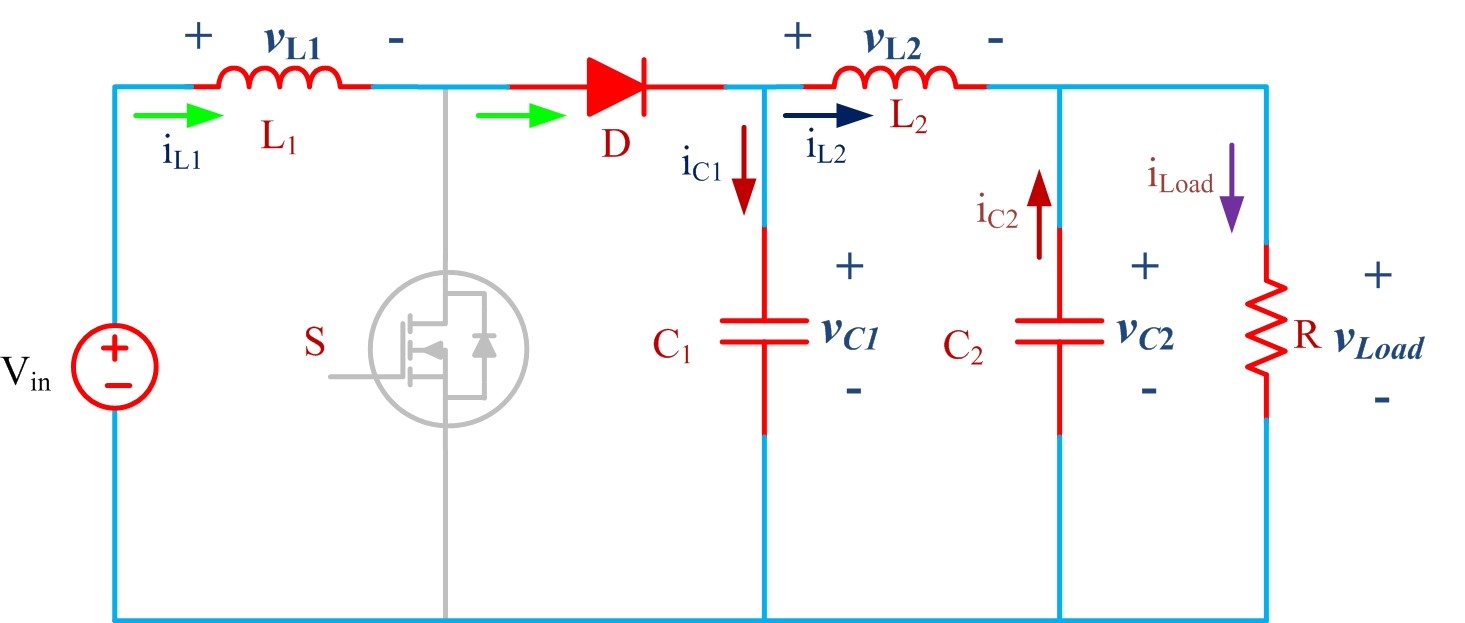 + vL1 - + vL2 -
iL1 L1 D iC1 iL2 L2
iC2 iLoad
Vin + − S C1 + vC1 - C2 + vC2 - R + vLoad -